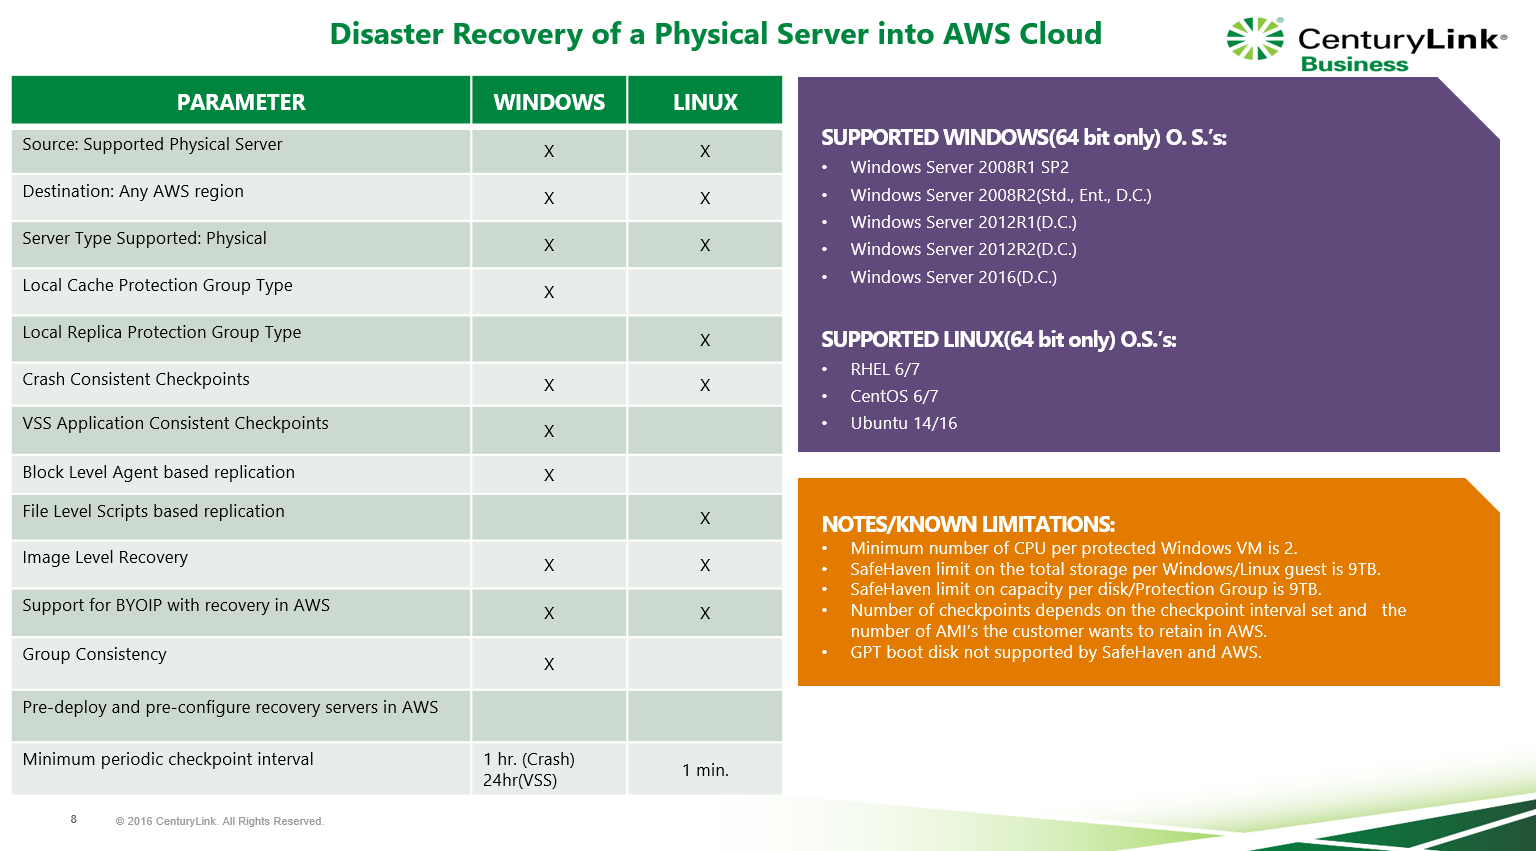 Disaster Recovery of a Physical Server into AWS Cloud
CenturyLink®
Business
PARAMETER WINDOWS LINUX
Source: Supported Physical Server X X
Destination: Any AWS region X X
Server Type Supported: Physical X X
Local Cache Protection Group Type X
Local Replica Protection Group Type X
Crash Consistent Checkpoints X X
VSS Application Consistent Checkpoints X
Block Level Agent based replication X
File Level Scripts based replication X
Image Level Recovery X X
Support for BYOIP with recovery in AWS X X
Group Consistency X
Pre-deploy and pre-configure recovery servers in AWS
Minimum periodic checkpoint interval 1 hr. (Crash) 1 min.
24hr(VSS)
SUPPORTED WINDOWS(64 bit only) O. S.’s:
• Windows Server 2008R1 SP2
• Windows Server 2008R2(Std., Ent., D.C.)
• Windows Server 2012R1(D.C.)
• Windows Server 2012R2(D.C.)
• Windows Server 2016(D.C.)
SUPPORTED LINUX(64 bit only) O.S.’s:
• RHEL 6/7
• CentOS 6/7
• Ubuntu 14/16
NOTES/KNOWN LIMITATIONS:
• Minimum number of CPU per protected Windows VM is 2.
• SafeHaven limit on the total storage per Windows/Linux guest is 9TB.
• SafeHaven limit on capacity per disk/Protection Group is 9TB.
• Number of checkpoints depends on the checkpoint interval set and the
number of AMI’s the customer wants to retain in AWS.
• GPT boot disk not supported by SafeHaven and AWS.
8 © 2016 CenturyLink. All Rights Reserved.